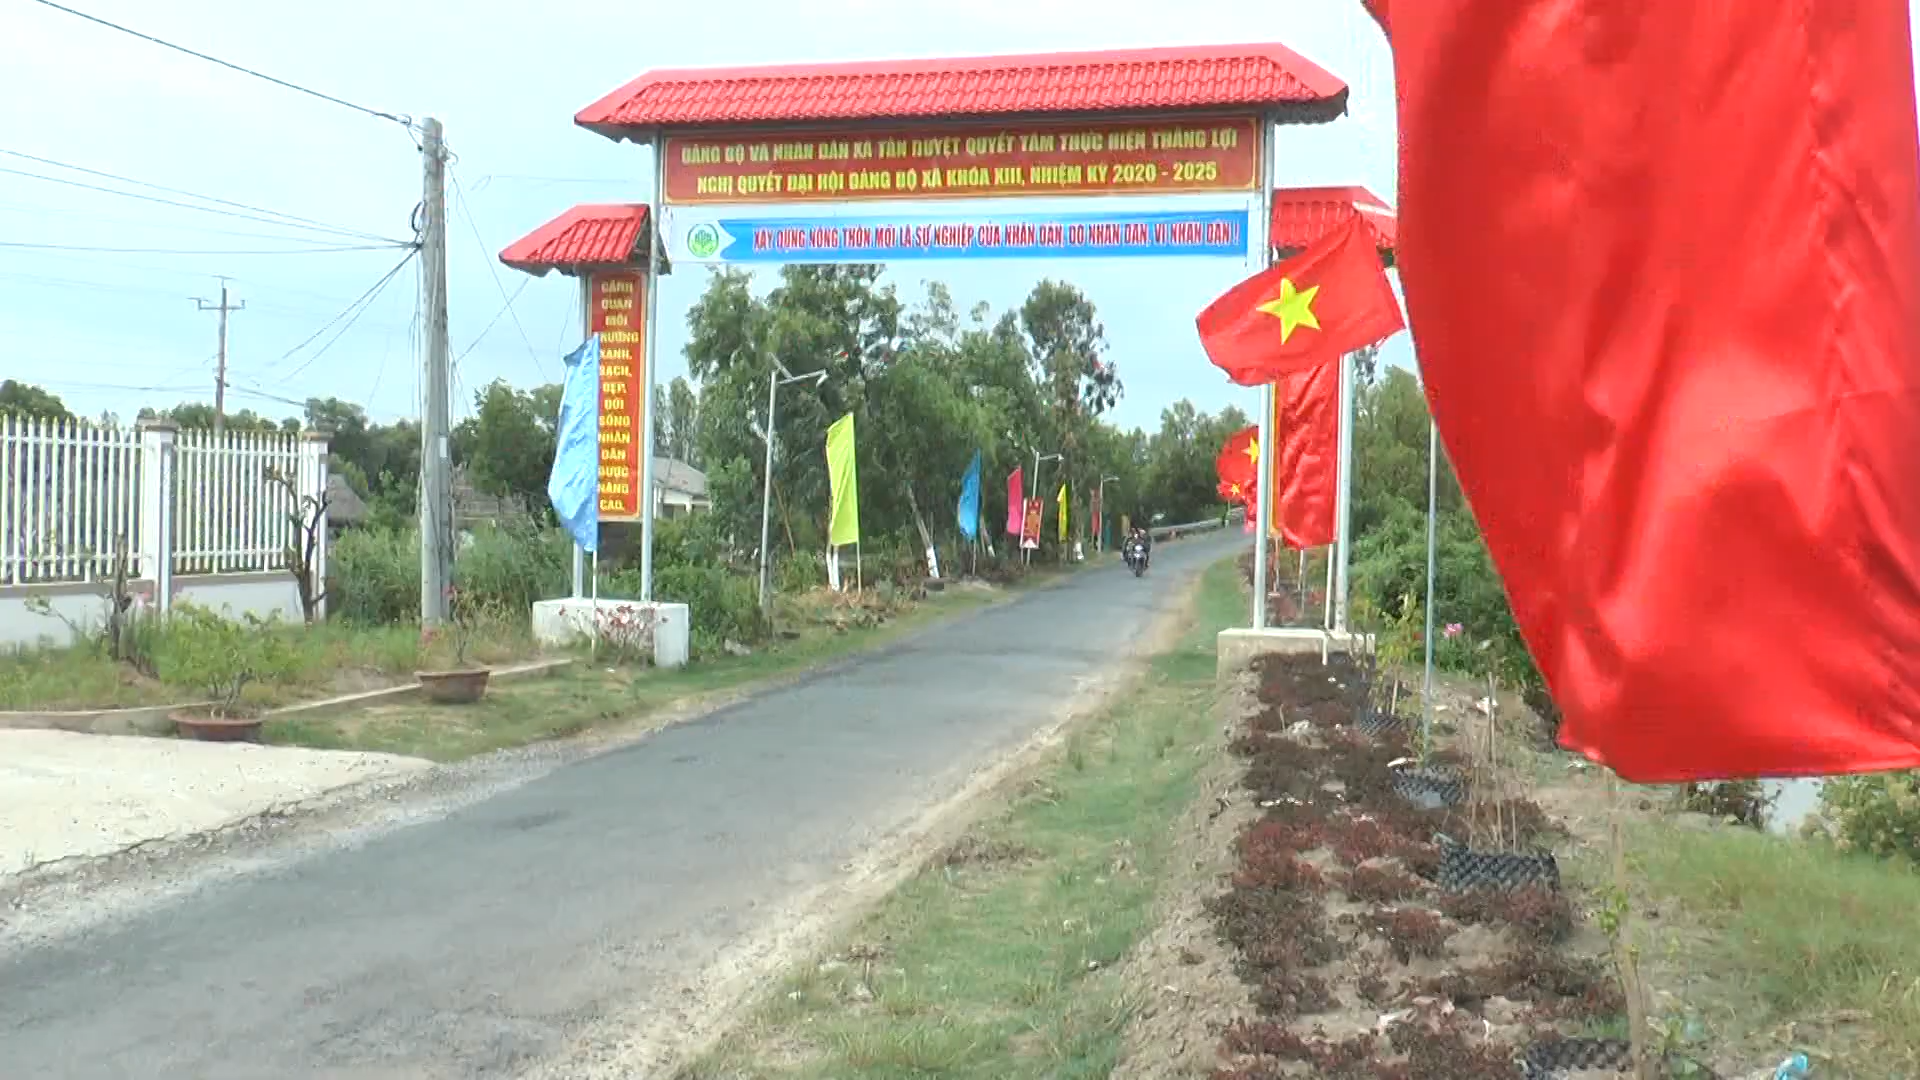 ĐẢNG BỘ VÀ NHÂN DÂN XÃ TÂN DUYỆT QUYẾT TÂM THỰC HIỆN THẮNG LỢI
NGHỊ QUYẾT ĐẠI HỘI ĐẢNG BỘ XÃ KHÓA XIII, NHIỆM KỲ 2020 - 2025
XÂY DỰNG NÔNG THÔN MỚI LÀ SỰ NGHIỆP CỦA NHÂN DÂN, DO NHÂN DÂN, VÌ NHÂN DÂN !
CẢNH
QUAN
MÔI
TRƯỜNG
XANH,
SẠCH,
ĐẸP,
ĐỜI
SỐNG
NHÂN
DÂN
ĐƯỢC
NÂNG
CAO.